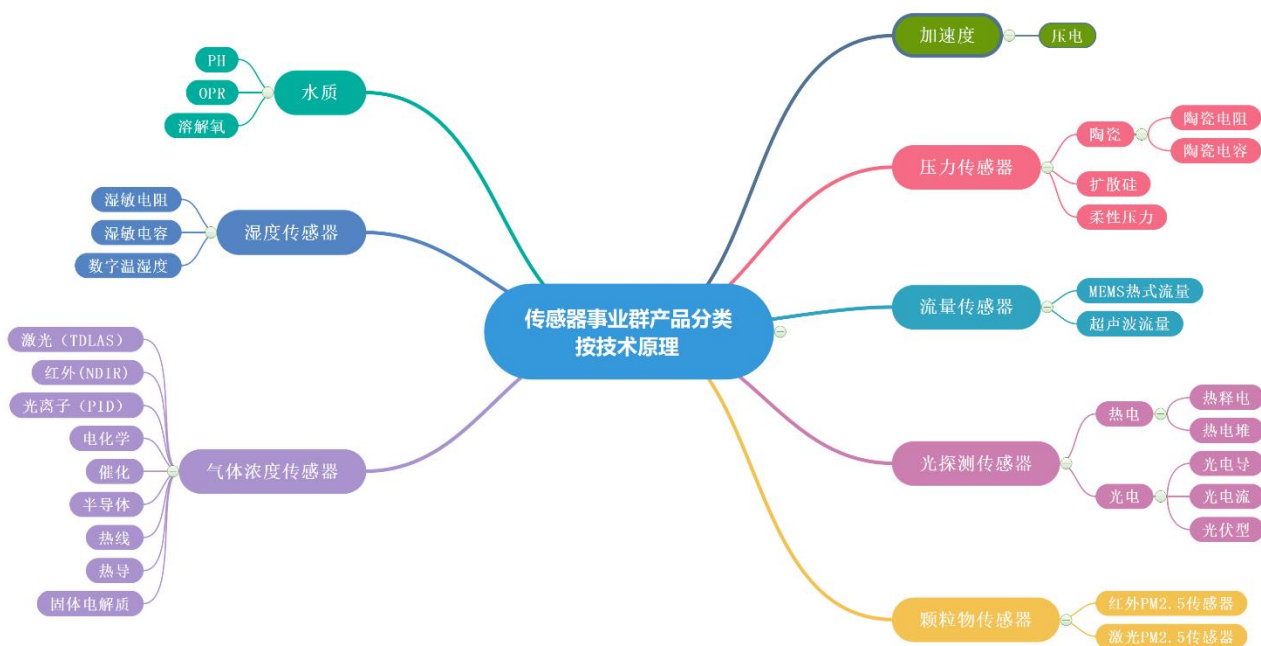 传感器事业群产品分类
按技术原理
加速度
压电
压力传感器
陶瓷
陶瓷电阻
陶瓷电容
扩散硅
柔性压力
流量传感器
MEMS热式流量
超声波流量
光探测传感器
热电
热释电
热电堆
光电
光电导
光电流
光伏型
颗粒物传感器
红外PM2.5传感器
激光PM2.5传感器
水质
PH
OPR
溶解氧
湿度传感器
湿敏电阻
湿敏电容
数字温湿度
气体浓度传感器
激光（TDLAS）
红外(NDIR)
光离子（PID）
电化学
催化
半导体
热线
热导
固体电解质